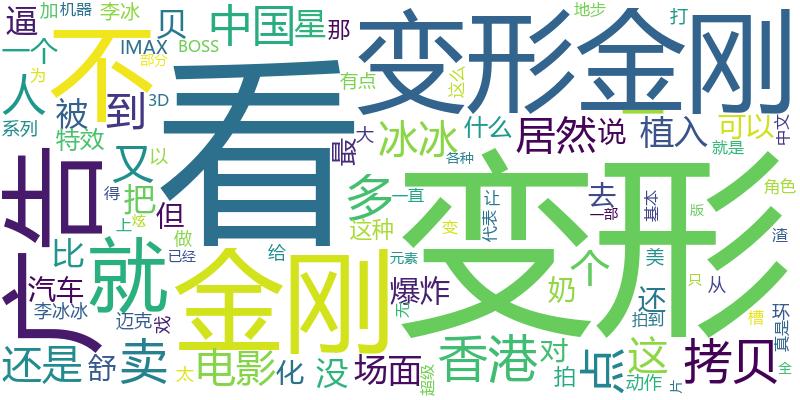 逼
加
机器
李冰
贝
中国
星
那
地步
打
变形金刚
一个
IMAX
BOSS
部分
为
不
看
人
被
到
3D
有点
这么
系列
特效
又
以
最
大
冰冰
什么
居然
说
植入
可以
中文
广告
把
得
上
炫
但
多
一直
各种
去
一部
基本
就是
角色
变形
这种
代表
让
版
比
就
做
已经
给
元素
变
个
美
只
从
渣
汽车
金刚
爆炸
无
奶
还
拍到
槽
真是
环
李冰冰
迈克
戏
还是
舒
卖
太
电影
化
没
场面
超级
香港
对
拍
吧
这
动作
片
拷贝
全